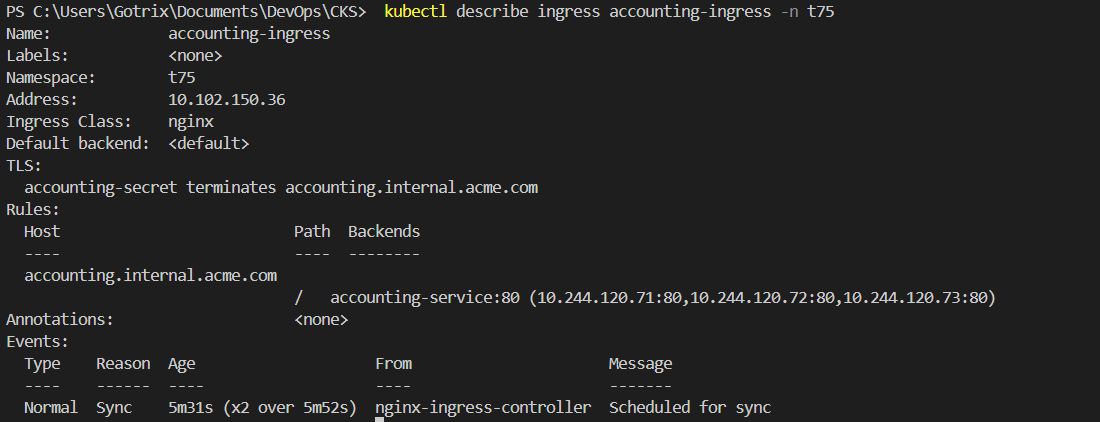 PS C:\Users\Gotrix\Documents\DevOps\CKS>  kubectl describe ingress accounting-ingress -n t75
Name:             accounting-ingress
Labels:           <none>
Namespace:        t75
Address:          10.102.150.36
Ingress Class:    nginx
Default backend:  <default>
TLS:
  accounting-secret terminates accounting.internal.acme.com
Rules:
  Host                          Path  Backends
  ----                          ----  --------
  accounting.internal.acme.com
                                /   accounting-service:80 (10.244.120.71:80,10.244.120.72:80,10.244.120.73:80)
Annotations:                    <none>
Events:
  Type    Reason  Age                    From                      Message
  ----    ------  ----                   ----                      -------
  Normal  Sync    5m31s (x2 over 5m52s)  nginx-ingress-controller  Scheduled for sync